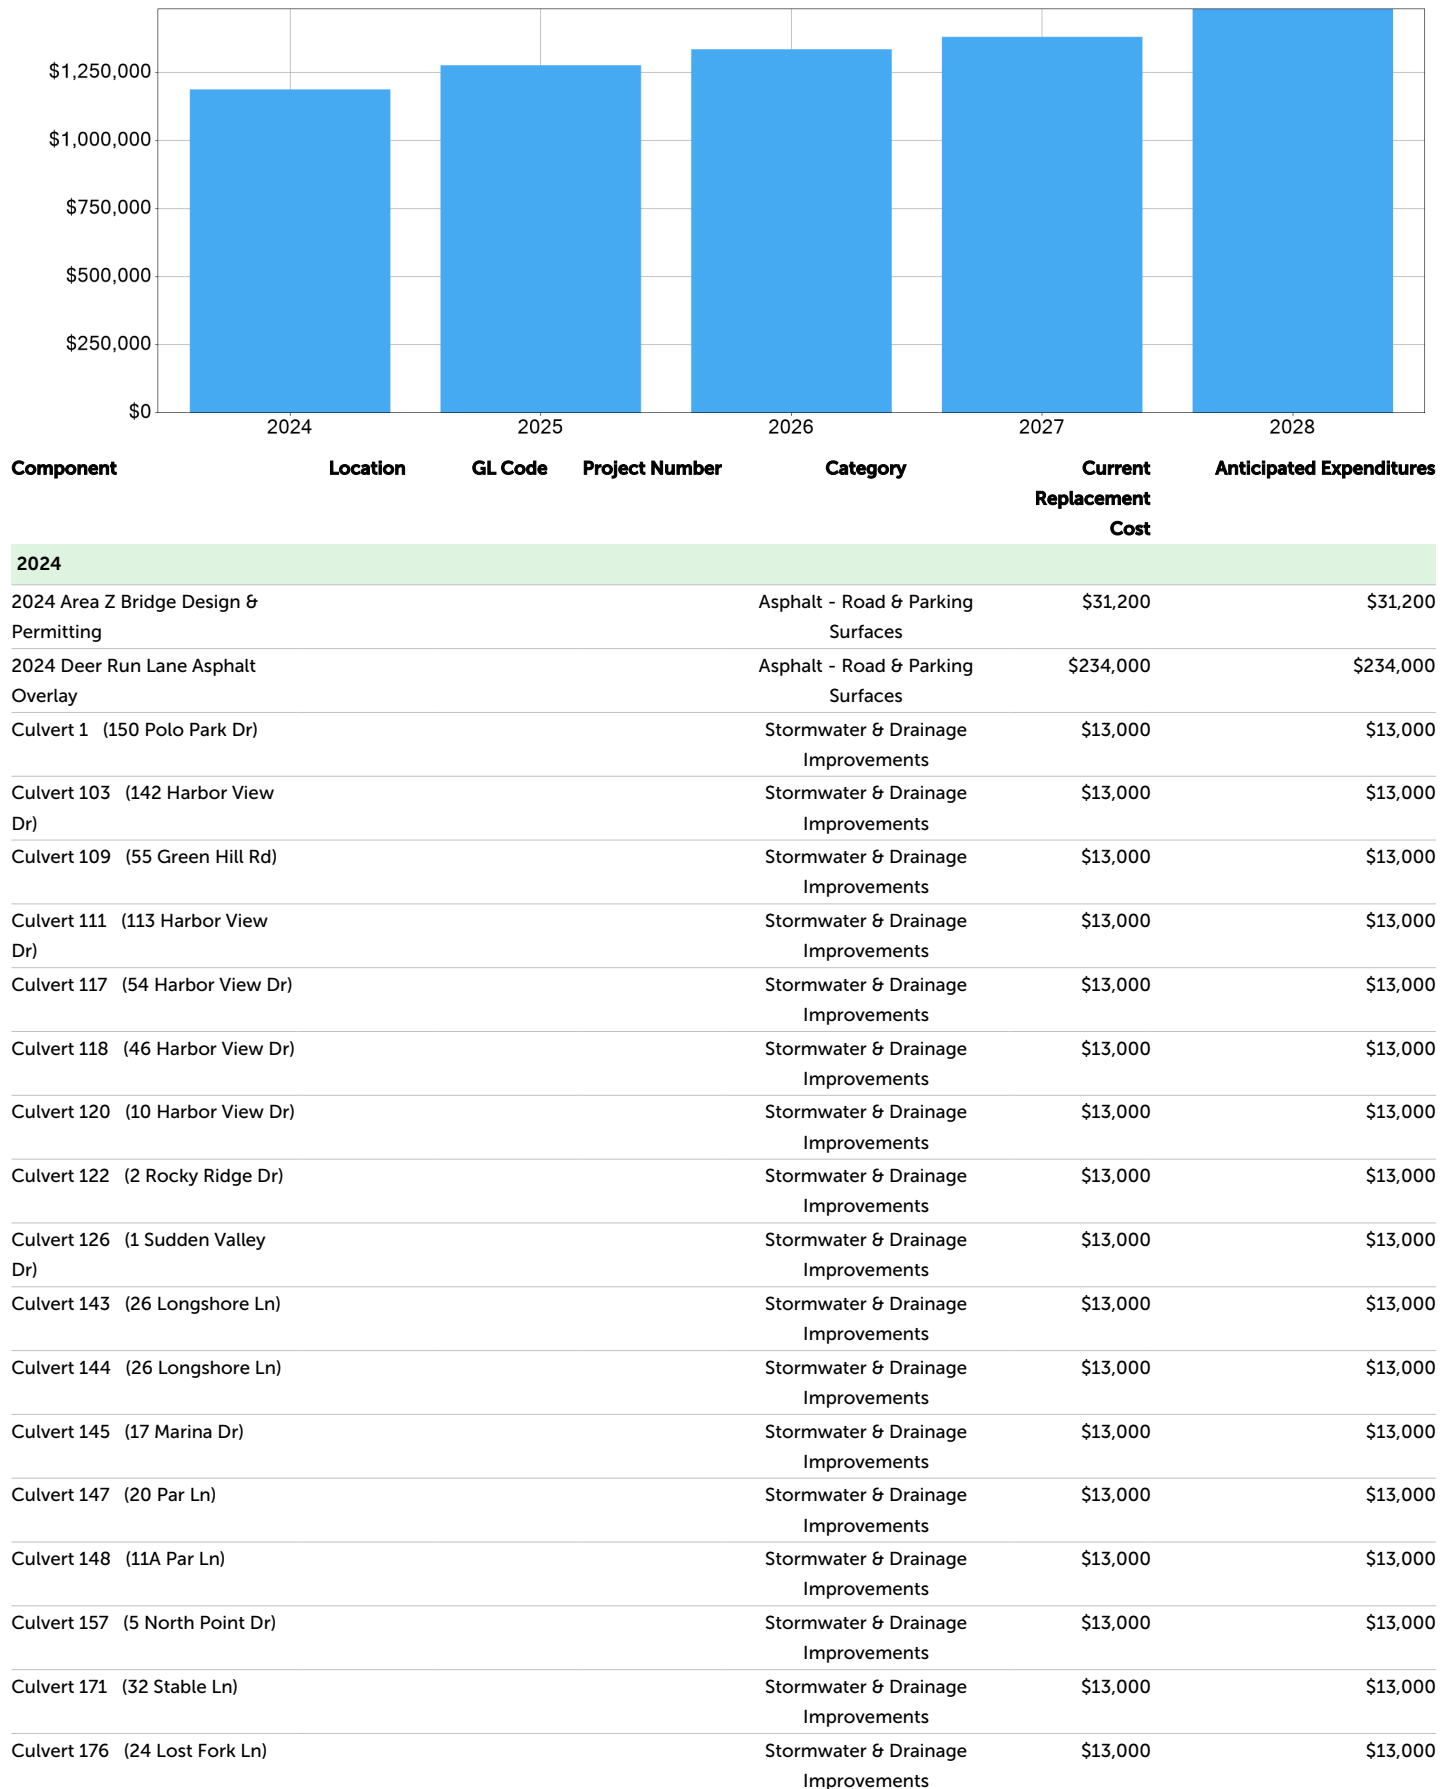 $1,250,000
$1,000,000
$750,000
$500,000
$250,000
$0
2024 2025 2026 2027 2028
Component Location GL Code Project Number Category Current Anticipated Expenditures
Replacement
Cost
2024
2024 Area Z Bridge Design & Asphalt - Road & Parking $31,200 $31,200
Permitting Surfaces
2024 Deer Run Lane Asphalt Asphalt - Road & Parking $234,000 $234,000
Overlay Surfaces
Culvert 1 (150 Polo Park Dr) Stormwater & Drainage $13,000 $13,000
Improvements
Culvert 103 (142 Harbor View Stormwater & Drainage $13,000 $13,000
Dr) Improvements
Culvert 109 (55 Green Hill Rd) Stormwater & Drainage $13,000 $13,000
Improvements
Culvert 111 (113 Harbor View Stormwater & Drainage $13,000 $13,000
Dr) Improvements
Culvert 117 (54 Harbor View Dr) Stormwater & Drainage $13,000 $13,000
Improvements
Culvert 118 (46 Harbor View Dr) Stormwater & Drainage $13,000 $13,000
Improvements
Culvert 120 (10 Harbor View Dr) Stormwater & Drainage $13,000 $13,000
Improvements
Culvert 122 (2 Rocky Ridge Dr) Stormwater & Drainage $13,000 $13,000
Improvements
Culvert 126 (1 Sudden Valley Stormwater & Drainage $13,000 $13,000
Dr) Improvements
Culvert 143 (26 Longshore Ln) Stormwater & Drainage $13,000 $13,000
Improvements
Culvert 144 (26 Longshore Ln) Stormwater & Drainage $13,000 $13,000
Improvements
Culvert 145 (17 Marina Dr) Stormwater & Drainage $13,000 $13,000
Improvements
Culvert 147 (20 Par Ln) Stormwater & Drainage $13,000 $13,000
Improvements
Culvert 148 (11A Par Ln) Stormwater & Drainage $13,000 $13,000
Improvements
Culvert 157 (5 North Point Dr) Stormwater & Drainage $13,000 $13,000
Improvements
Culvert 171 (32 Stable Ln) Stormwater & Drainage $13,000 $13,000
Improvements
Culvert 176 (24 Lost Fork Ln) Stormwater & Drainage $13,000 $13,000
Improvements